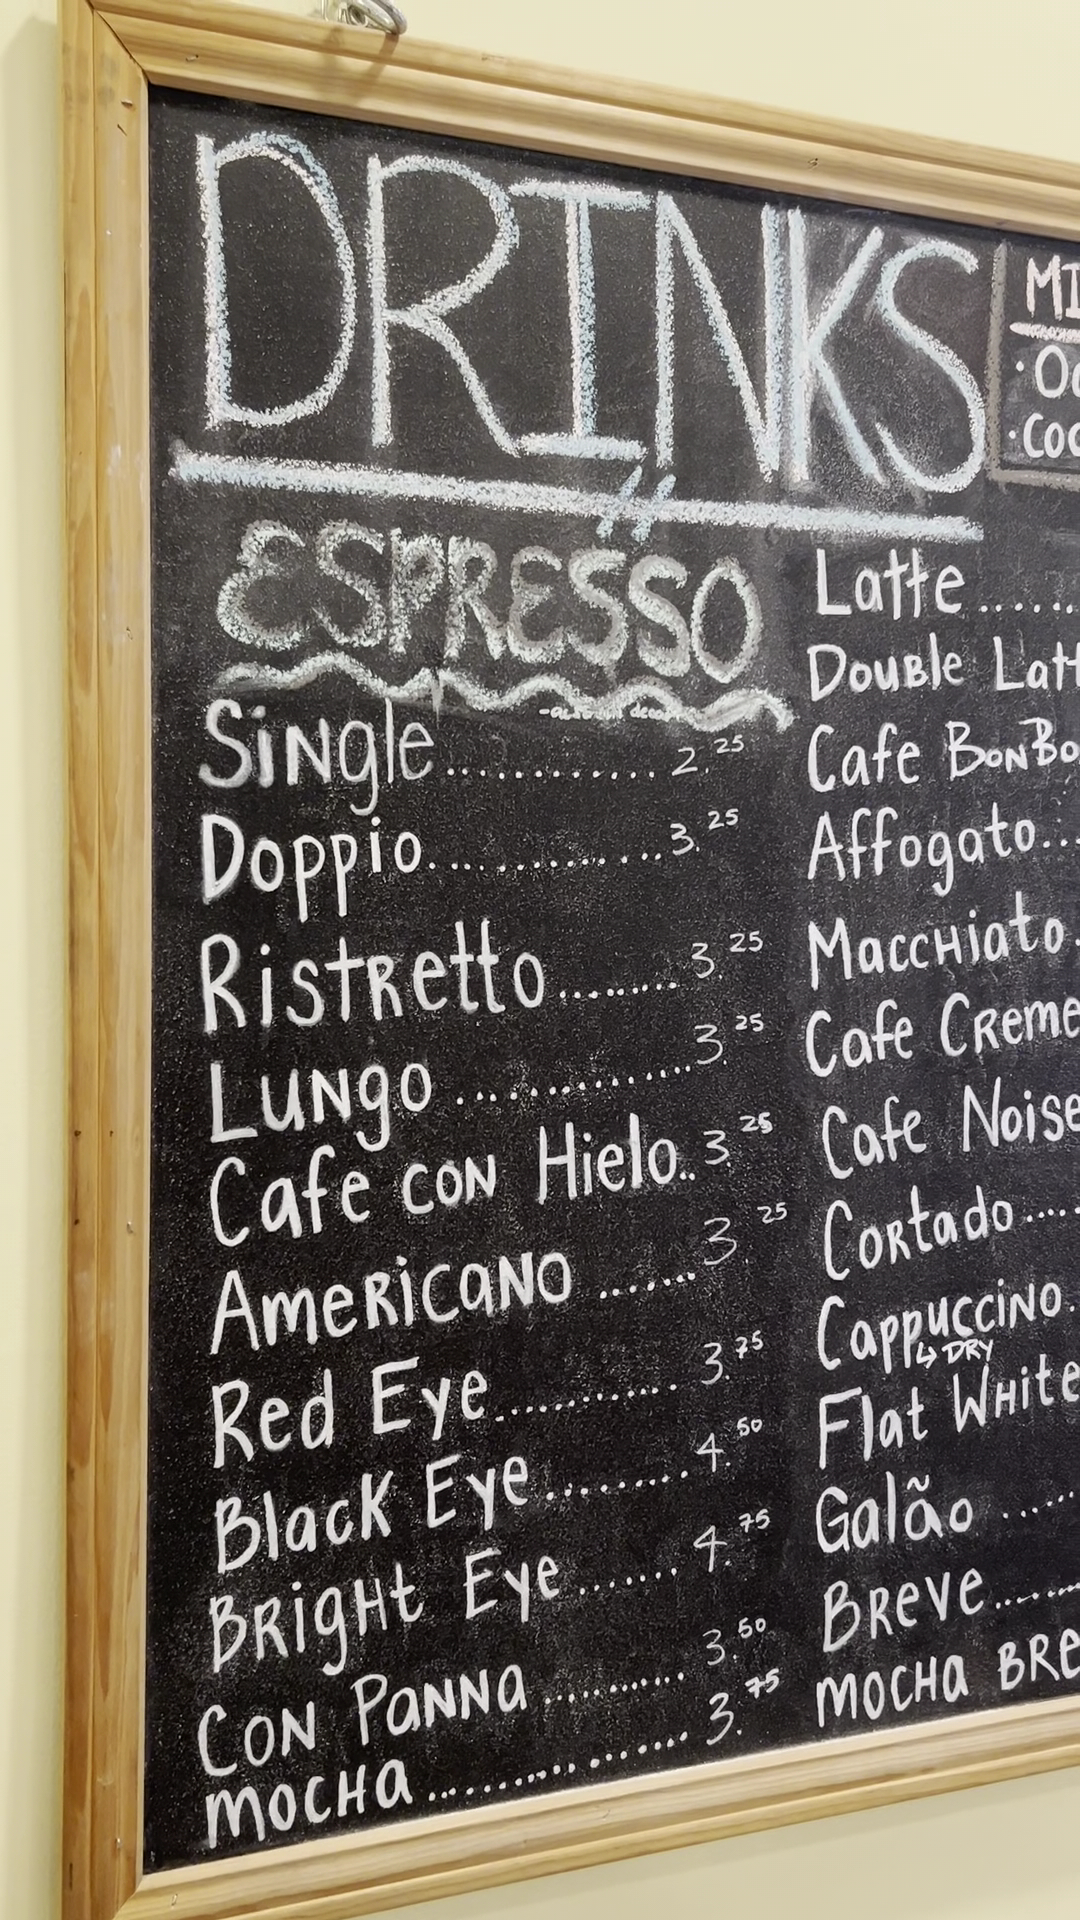 DRINKS
ESPRESSO
Single............ 2.25
Doppio............... 3.25
Ristretto......... 3.25
Lungo ............... 3.25
Cafe con Hielo.. 3.25
Americano ....... 3.25
Red Eye............ 3.75
Black Eye......... 4.50
Bright Eye ....... 4.75
Con Panna ........... 3.50
mocha.................. 3.75
Latte ......
Double Latt
Cafe BonBo
Affogato...
Macchiato.
Cafe Creme
Cafe Noise
Cortado ....
Cappuccino.
↳ DRY
Flat White
Galão ....
Breve......
mocha Bre
MI
· Oa
· Coc